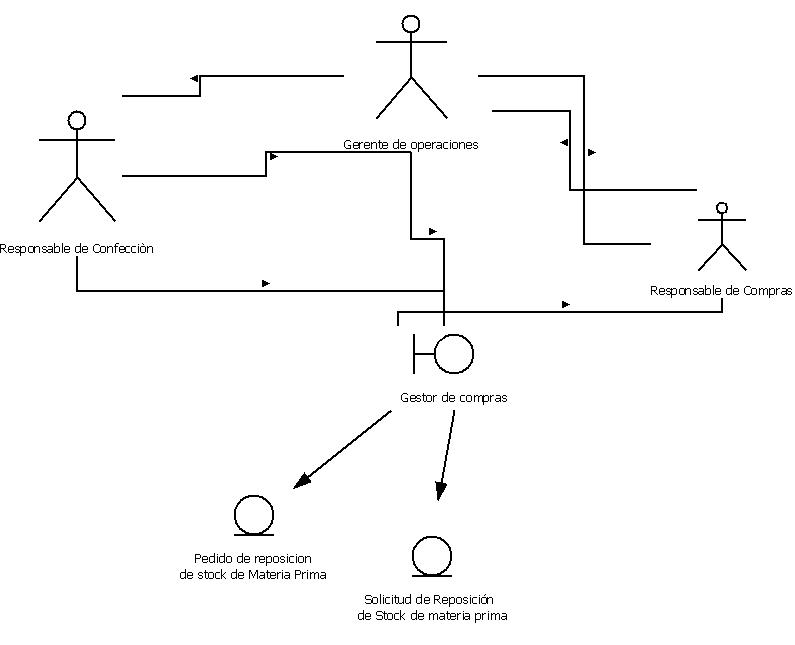 Gerente de operaciones
Responsable de Confecciòn
Responsable de Compras
Gestor de compras
Pedido de reposicion
de stock de Materia Prima
Solicitud de Reposición
de Stock de materia prima